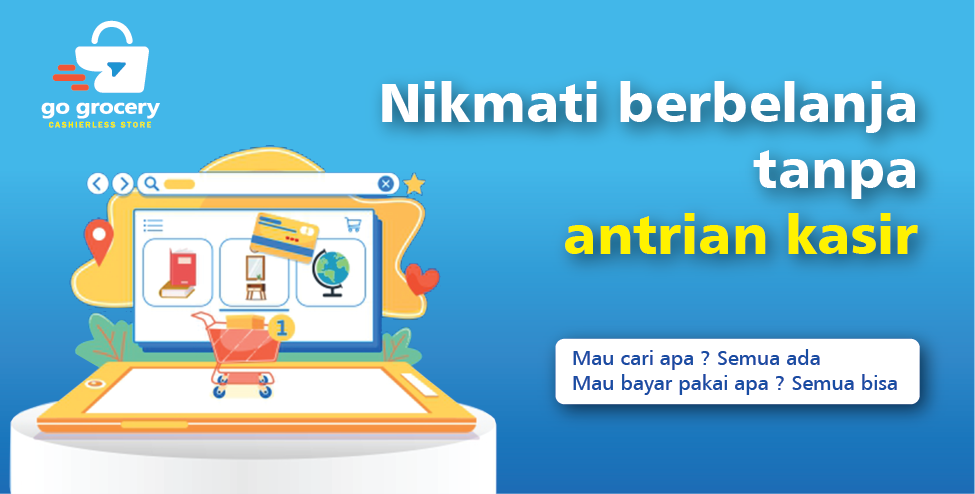 go grocery
CASHIERLESS STORE
Nikmati berbelanja
tanpa
antrian kasir
1
Mau cari apa ? Semua ada
Mau bayar pakai apa ? Semua bisa